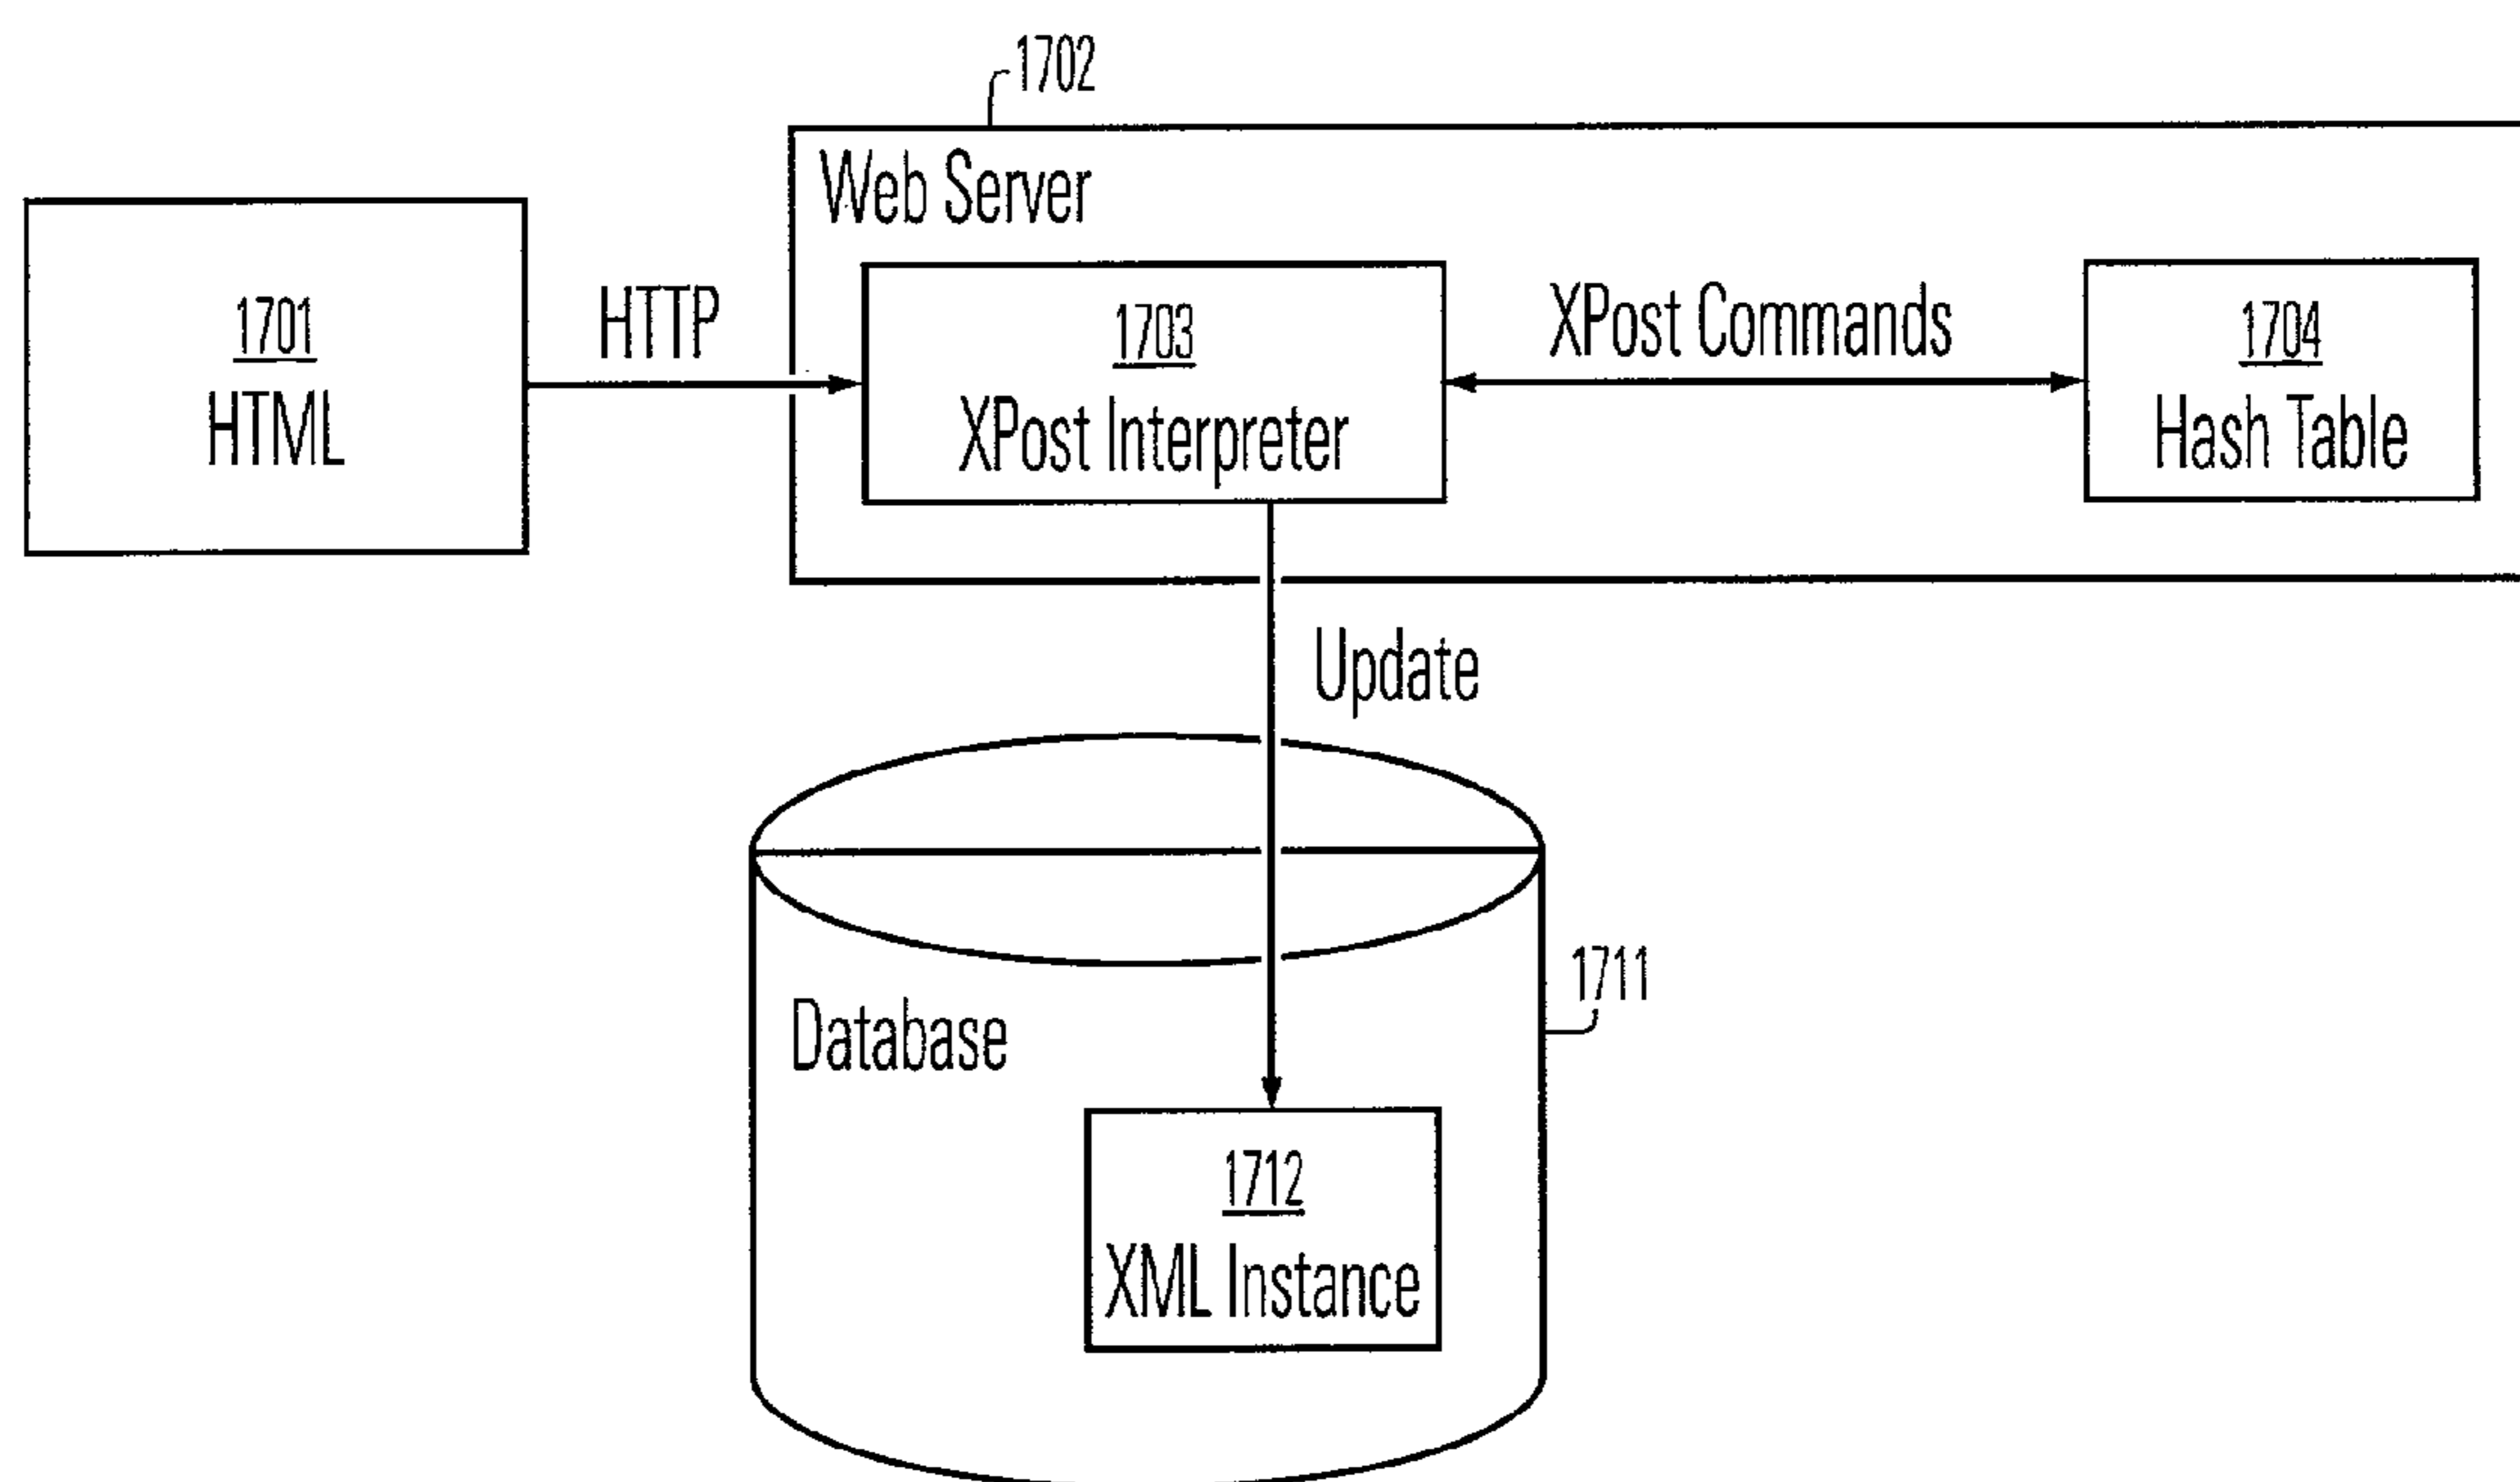 1702
Web Server
1701
HTML
HTTP
1703
XPost Interpreter
XPost Commands
1704
Hash Table
Update
Database
1711
1712
XML Instance